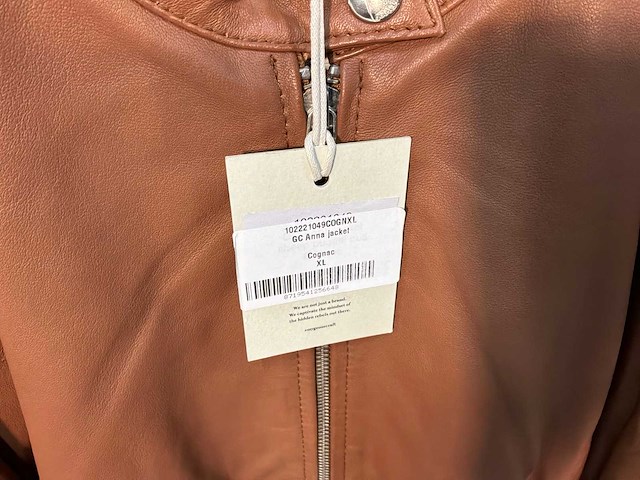 102221049COGNXL
GC Anna jacket
Cognac
XL
8719541256648
We are not just a brand.
We captivate the mindset of
the hidden rebels out there.